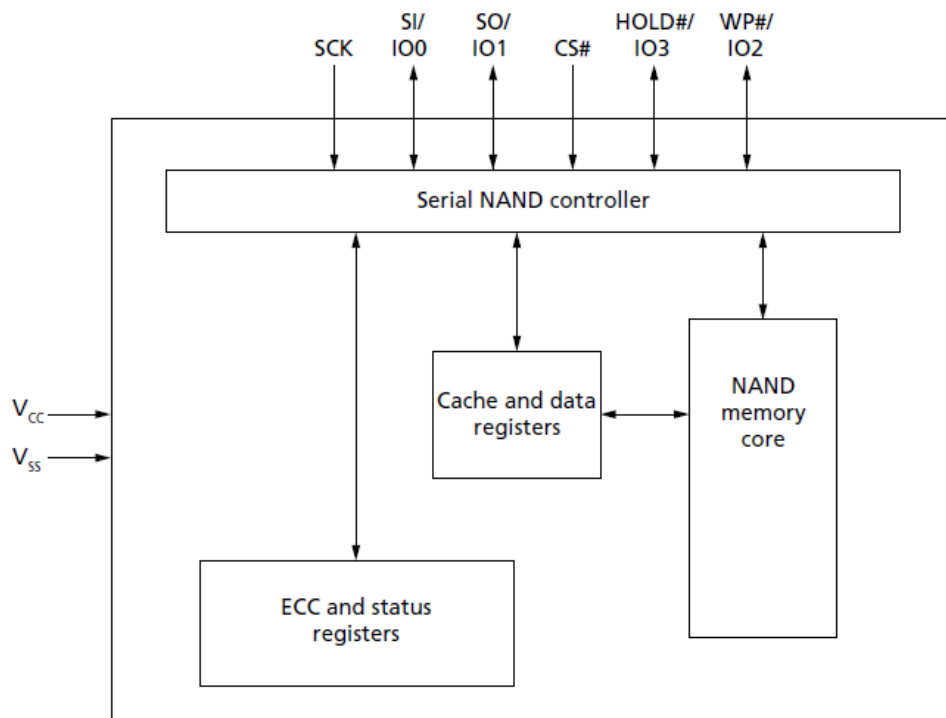 SCK
SI/
IO0
SO/
IO1
CS#
HOLD#/
IO3
WP#/
IO2
Serial NAND controller
Cache and data
registers
NAND
memory
core
VCC
VSS
ECC and status
registers